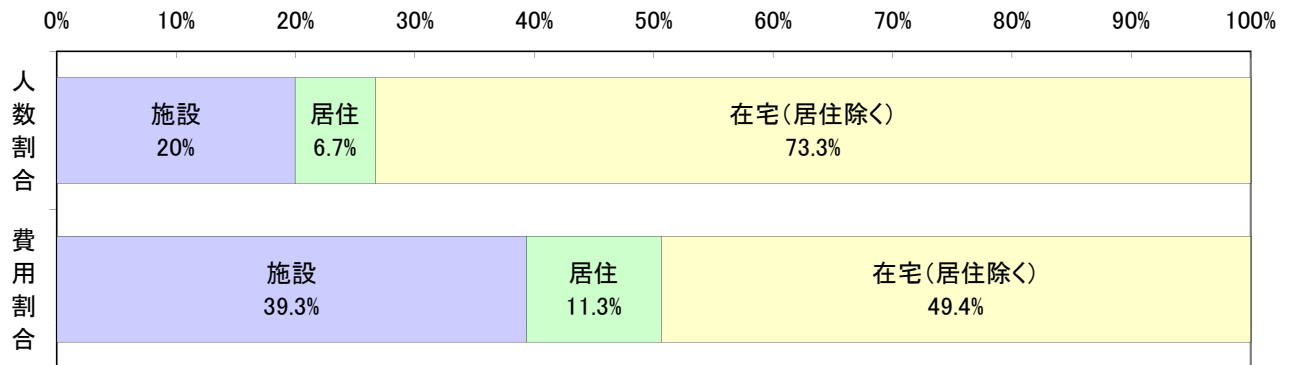 0% 10% 20% 30% 40% 50% 60% 70% 80% 90% 100%
人数割合
施設 居住 在宅(居住除く)
20% 6.7% 73.3%
費用割合
施設 居住 在宅(居住除く)
39.3% 11.3% 49.4%